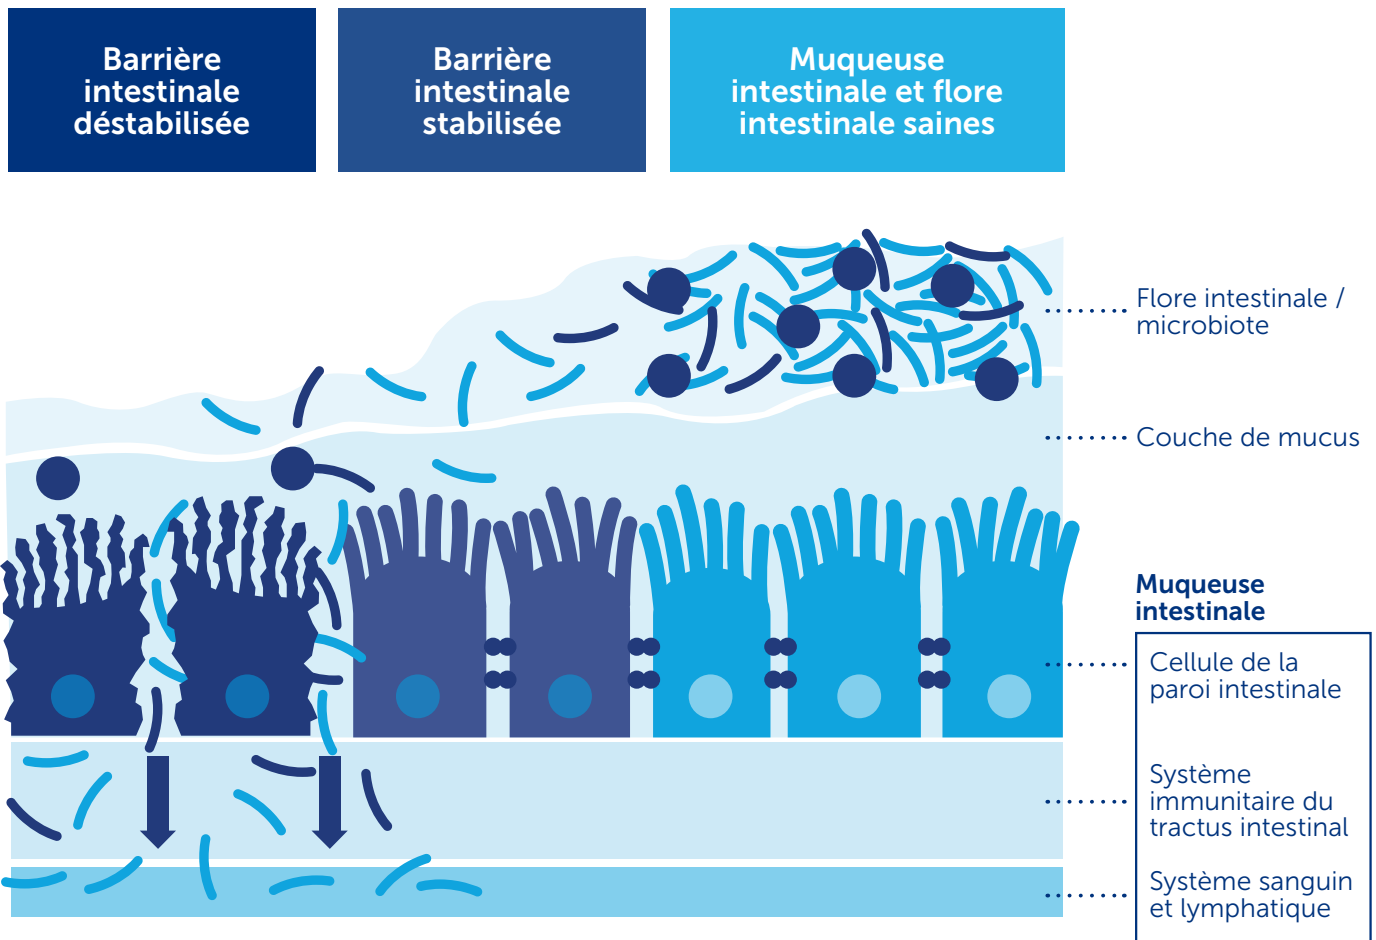 Barrière
intestinale
déstabilisée
Barrière
intestinale
stabilisée
Muqueuse
intestinale et flore
intestinale saines
Flore intestinale /
microbiote
Couche de mucus
Muqueuse
intestinale
Cellule de la
paroi intestinale
Système
immunitaire du
tractus intestinal
Système sanguin
et lymphatique